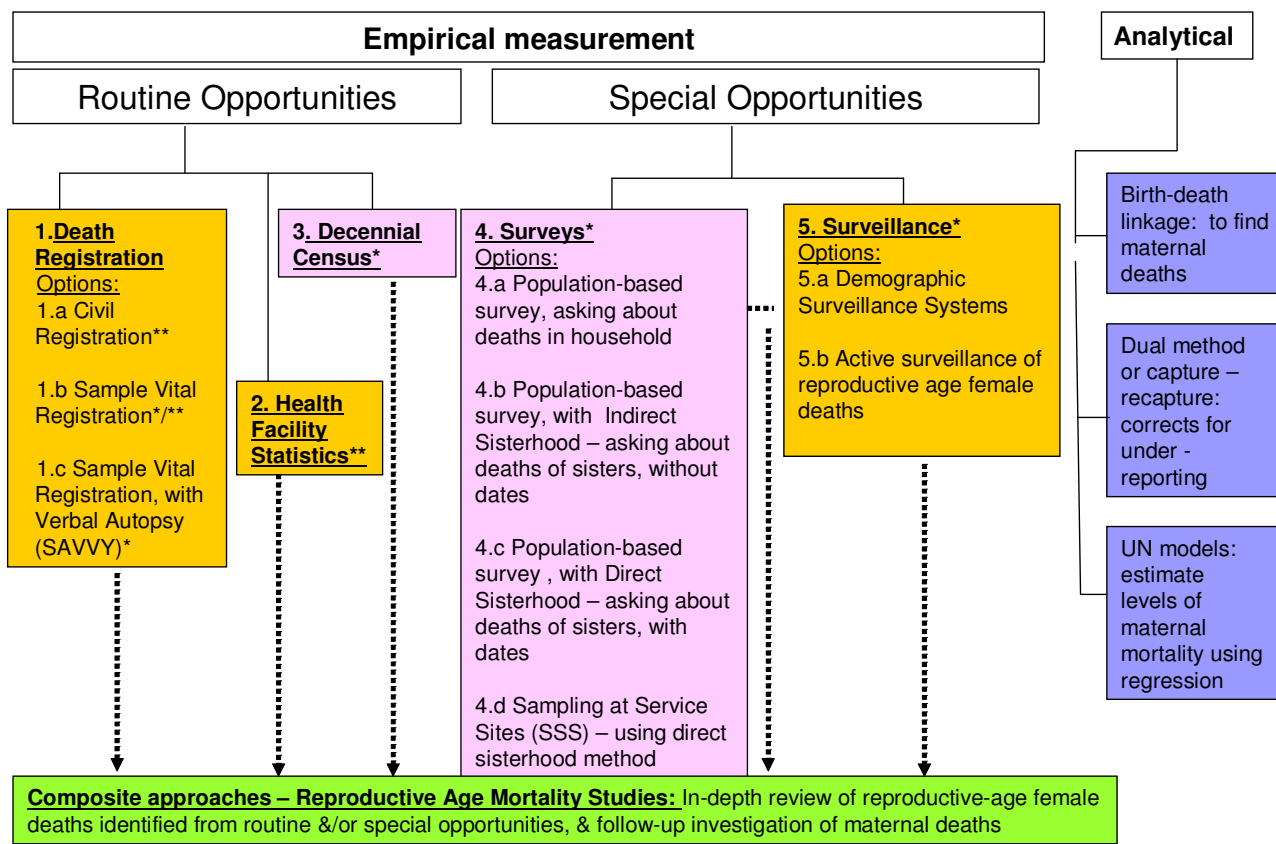 Empirical measurement
Analytical
Routine Opportunities
Special Opportunities
1.Death
Registration
Options:
1.a Civil
Registration**
1.b Sample Vital
Registration*/**
1.c Sample Vital
Registration, with
Verbal Autopsy
(SAVVY)*
2. Health
Facility
Statistics**
3. Decennial
Census*
4. Surveys*
Options:
4.a Population-based
survey, asking about
deaths in household
4.b Population-based
survey, with Indirect
Sisterhood – asking about
deaths of sisters, without
dates
4.c Population-based
survey , with Direct
Sisterhood – asking about
deaths of sisters, with
dates
4.d Sampling at Service
Sites (SSS) – using direct
sisterhood method
5. Surveillance*
Options:
5.a Demographic
Surveillance Systems
5.b Active surveillance of
reproductive age female
deaths
Birth-death
linkage: to find
maternal
deaths
Dual method
or capture –
recapture:
corrects for
under -
reporting
UN models:
estimate
levels of
maternal
mortality using
regression
Composite approaches – Reproductive Age Mortality Studies: In-depth review of reproductive-age female
deaths identified from routine &/or special opportunities, & follow-up investigation of maternal deaths